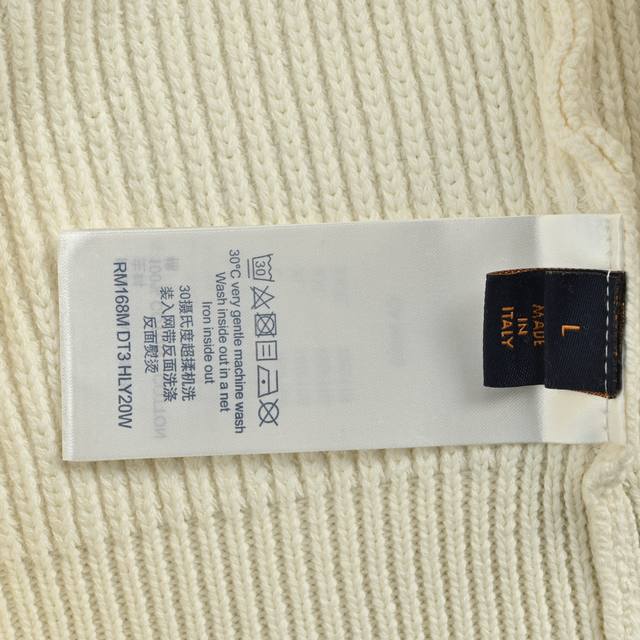 30°C very gentle machine wash
Wash inside out in a net
Iron inside out
30摄氏度超柔机洗
装入网带反面洗涤
反面熨烫
RM168M DT3 HLY20W
L
MADE
IN
ITALY